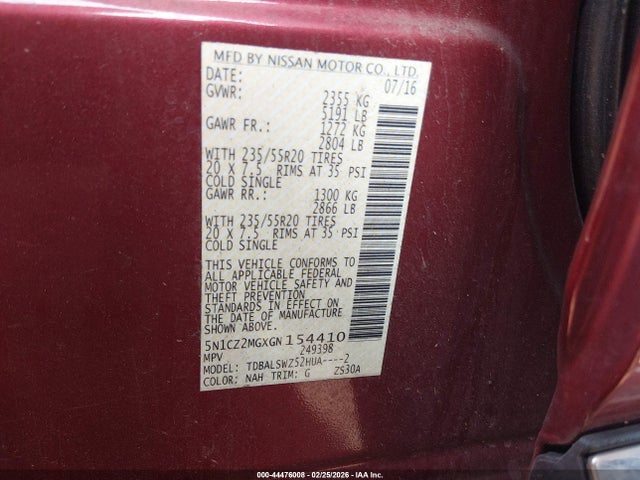 MFD BY NISSAN MOTOR CO., LTD.
DATE: 07/16
GVWR: 2355 KG
5191 LB
GAWR FR.: 1272 KG
2804 LB
WITH 235/55R20 TIRES
20 X 7.5 RIMS AT 35 PSI
COLD SINGLE
GAWR RR.: 1300 KG
2866 LB
WITH 235/55R20 TIRES
20 X 7.5 RIMS AT 35 PSI
COLD SINGLE
THIS VEHICLE CONFORMS TO
ALL APPLICABLE FEDERAL
MOTOR VEHICLE SAFETY AND
THEFT PREVENTION
STANDARDS IN EFFECT ON
THE DATE OF MANUFACTURE
SHOWN ABOVE.
5N1CZ2MGXGN154410
MPV 249398
MODEL: TDBALSWZ52HUA----2
COLOR: NAH TRIM: G ZS30A
000-44476008 - 02/25/2026 - IAA Inc.